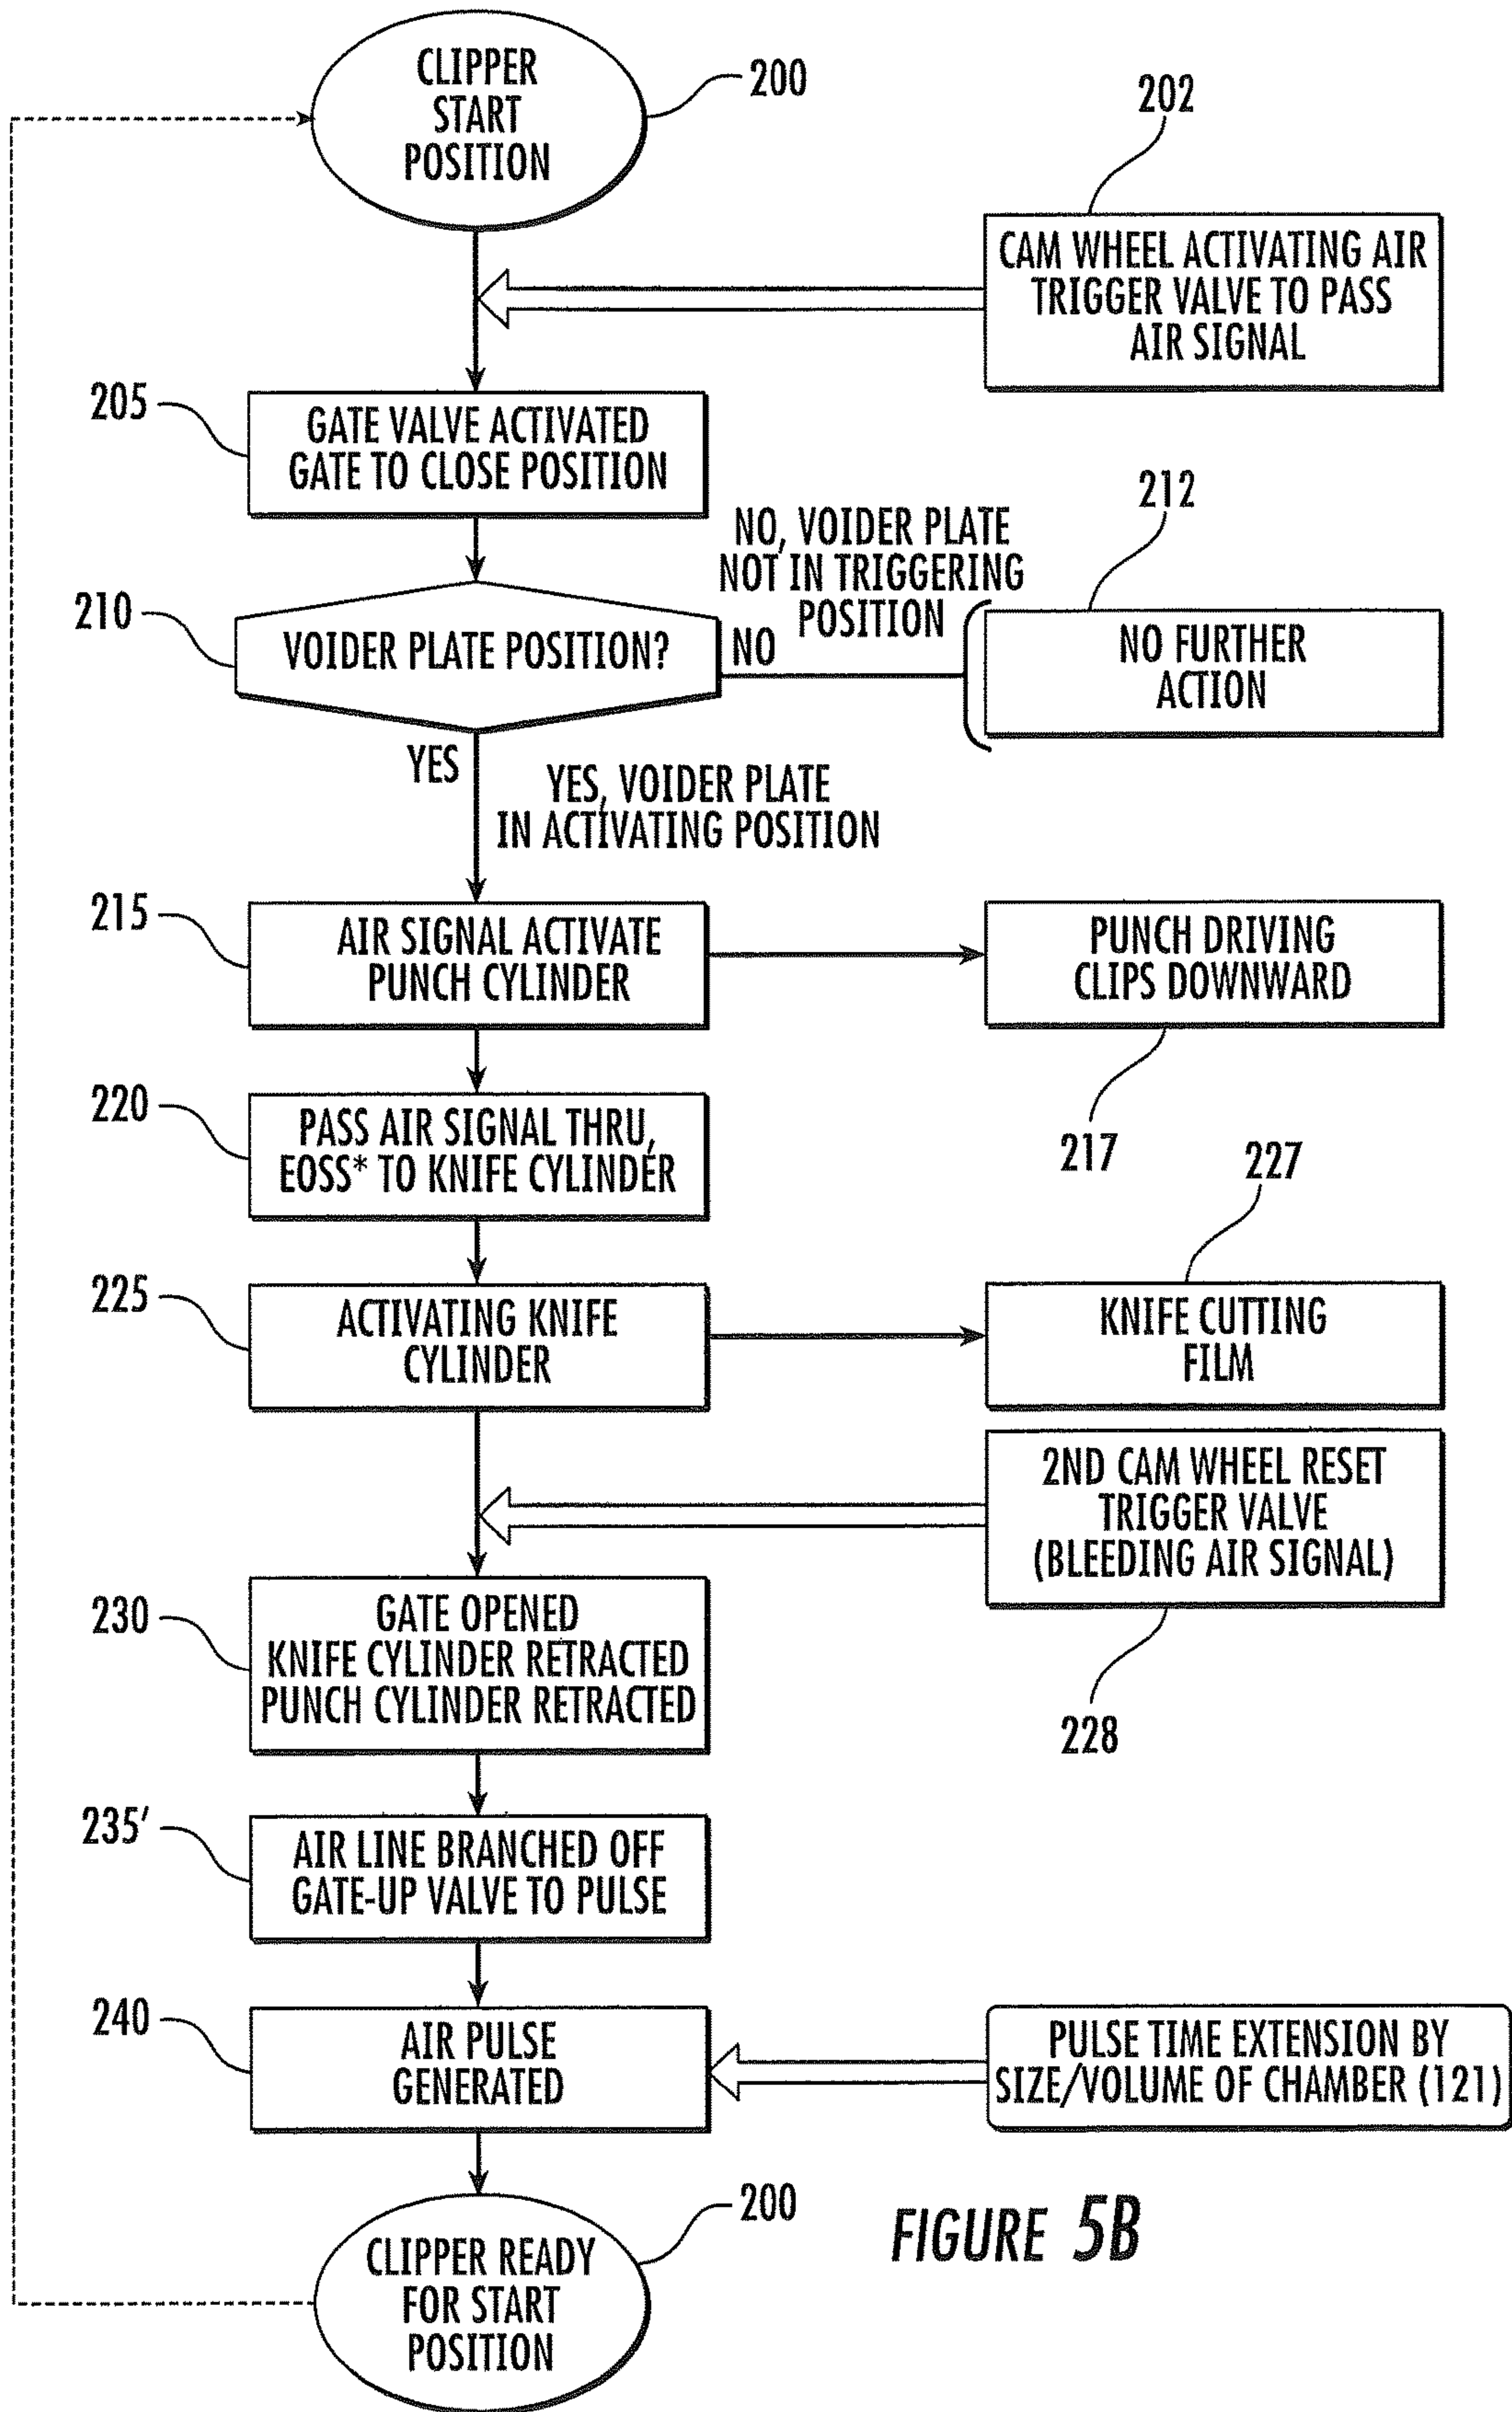 CLIPPER
START
POSITION
200
202
CAM WHEEL ACTIVATING AIR
TRIGGER VALVE TO PASS
AIR SIGNAL
205
GATE VALVE ACTIVATED
GATE TO CLOSE POSITION
210
VOIDER PLATE POSITION?
NO, VOIDER PLATE
NOT IN TRIGGERING
POSITION
NO
212
NO FURTHER
ACTION
YES
YES, VOIDER PLATE
IN ACTIVATING POSITION
215
AIR SIGNAL ACTIVATE
PUNCH CYLINDER
PUNCH DRIVING
CLIPS DOWNWARD
217
220
PASS AIR SIGNAL THRU,
EOSS* TO KNIFE CYLINDER
225
ACTIVATING KNIFE
CYLINDER
227
KNIFE CUTTING
FILM
2ND CAM WHEEL RESET
TRIGGER VALVE
(BLEEDING AIR SIGNAL)
228
230
GATE OPENED
KNIFE CYLINDER RETRACTED
PUNCH CYLINDER RETRACTED
235'
AIR LINE BRANCHED OFF
GATE-UP VALVE TO PULSE
240
AIR PULSE
GENERATED
PULSE TIME EXTENSION BY
SIZE/VOLUME OF CHAMBER (121)
200
CLIPPER READY
FOR START
POSITION
FIGURE 5B